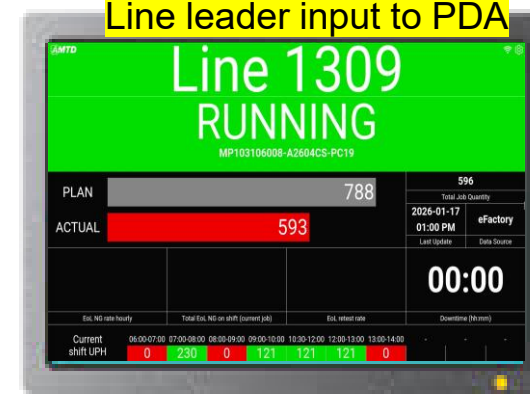 Line leader input to PDA
AMTD
Line 1309
RUNNING
MP103106008-A2604CS-PC19
PLAN 788
ACTUAL 593
596
Total Job Quantity
2026-01-17
01:00 PM
Last Update
eFactory
Data Source
00:00
EoL NG rate hourly
Total EoL NG on shift (current job)
EoL retest rate
Downtime (hh:mm)
Current shift UPH
06:00-07:00 07:00-08:00 08:00-09:00 09:00-10:00 10:30-12:00 12:00-13:00 13:00-14:00 - - -
0 230 0 121 121 121 0